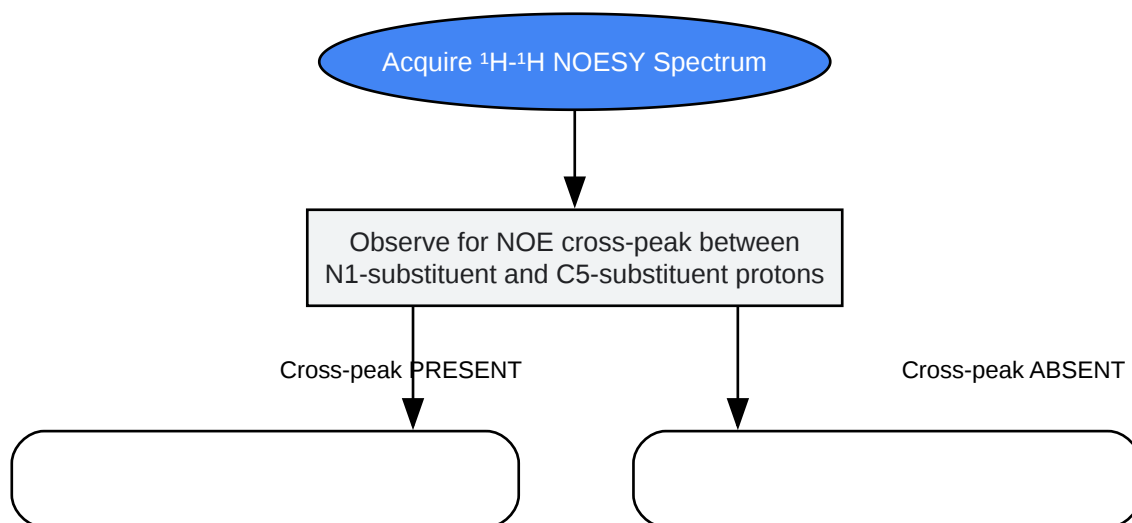 Acquire ¹H-¹H NOESY Spectrum
Observe for NOE cross-peak between
N1-substituent and C5-substituent protons
Cross-peak PRESENT
Cross-peak ABSENT